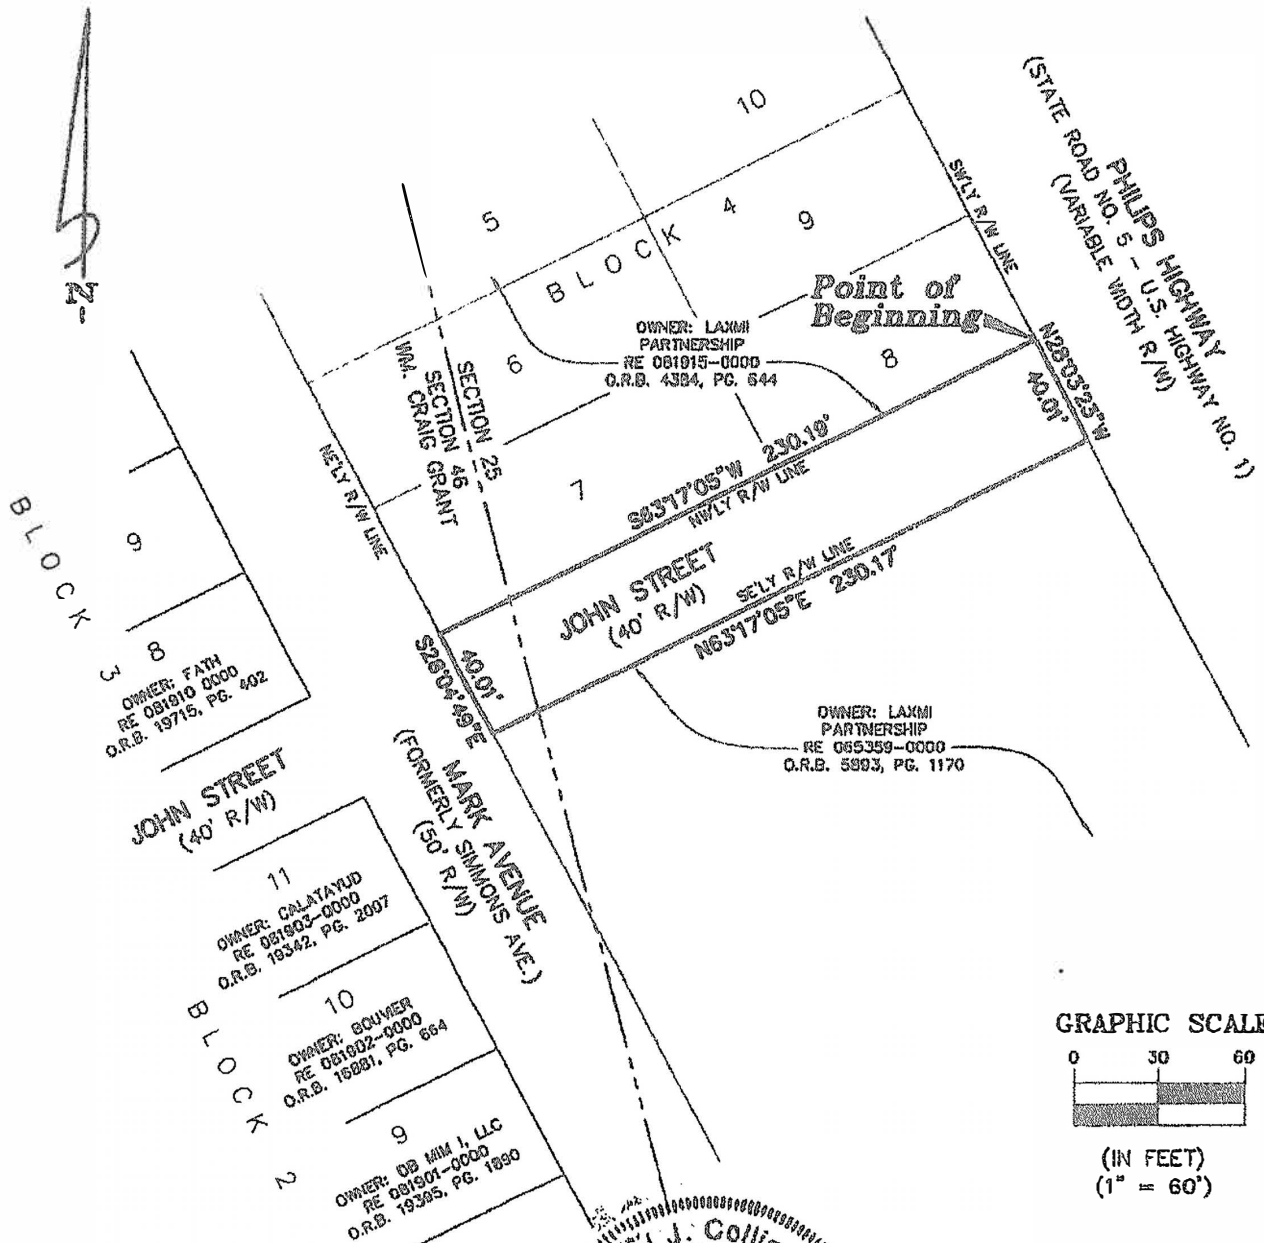 N
10
5
4
9
BLOCK
SW'LY R/W LINE
PHILIPS HIGHWAY
(STATE ROAD NO. 5 - U.S. HIGHWAY NO. 1)
(VARIABLE WIDTH R/W)
Point of
Beginning
OWNER: LAXMI
PARTNERSHIP
RE 081915-0000
O.R.B. 4384, PG. 644
6
8
N28°03'23"W
40.01'
SECTION 25
SECTION 46
WM. CRAIG GRANT
NE'LY R/W LINE
7
S63°17'05"W 230.19'
NW'LY R/W LINE
JOHN STREET
(40' R/W)
SE'LY R/W LINE
N63°17'05"E 230.17'
40.01'
S28°04'49"E
BLOCK 3
9
8
OWNER: FATH
RE 081910 0000
O.R.B. 19715, PG. 402
JOHN STREET
(40' R/W)
MARK AVENUE
(FORMERLY SIMMONS AVE.)
(50' R/W)
OWNER: LAXMI
PARTNERSHIP
RE 065359-0000
O.R.B. 5893, PG. 1170
11
OWNER: CALATAYUD
RE 081903-0000
O.R.B. 19342, PG. 2007
BLOCK 2
10
OWNER: BOUVIER
RE 081902-0000
O.R.B. 16881, PG. 664
9
OWNER: OB MIM I, LLC
RE 081901-0000
O.R.B. 19395, PG. 1890
GRAPHIC SCALE
0 30 60
(IN FEET)
(1" = 60')
J. Collin